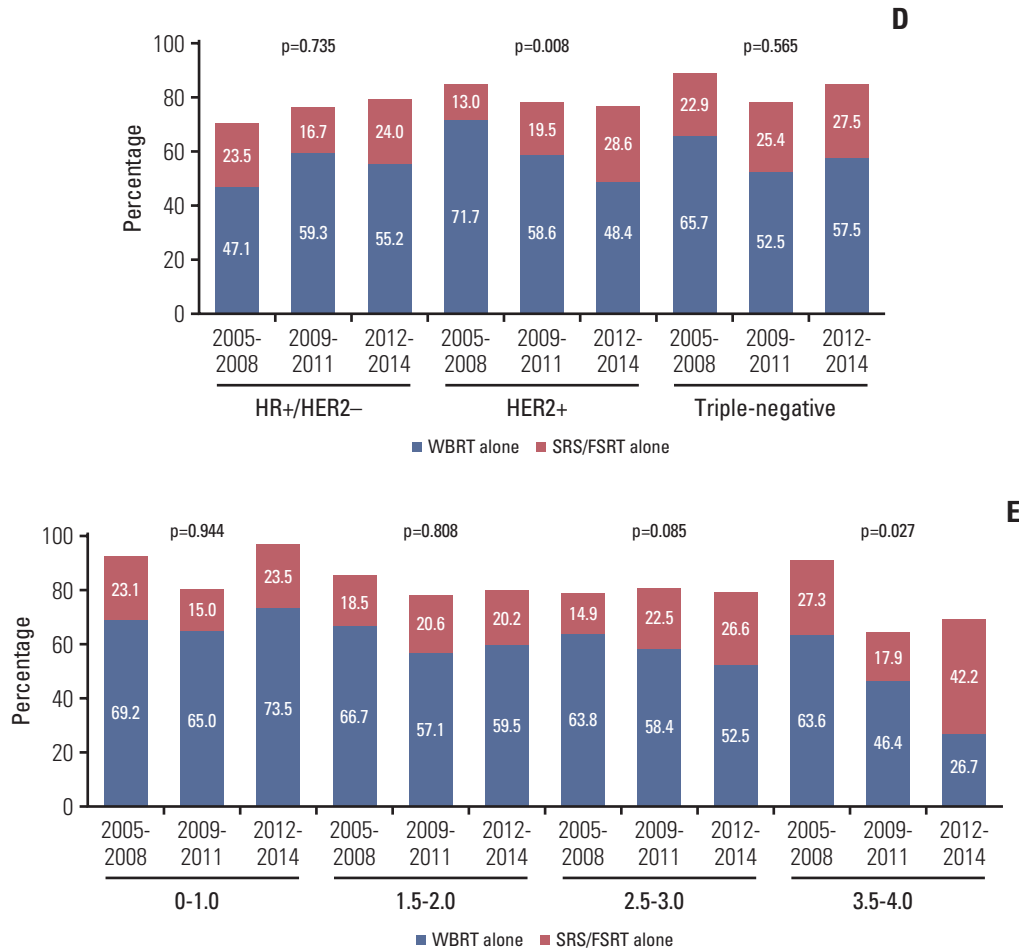 D
p=0.735 p=0.008 p=0.565
Percentage
100
80
60
40
20
0
23.5 16.7 24.0 13.0 19.5 28.6 22.9 25.4 27.5
47.1 59.3 55.2 71.7 58.6 48.4 65.7 52.5 57.5
2005- 2009- 2012- 2005- 2009- 2012- 2005- 2009- 2012-
2008 2011 2014 2008 2011 2014 2008 2011 2014
HR+/HER2– HER2+ Triple-negative
WBRT alone SRS/FSRT alone
E
p=0.944 p=0.808 p=0.085 p=0.027
Percentage
100
80
60
40
20
0
23.1 15.0 23.5 18.5 20.6 20.2 14.9 22.5 26.6 27.3 17.9 42.2
69.2 65.0 73.5 66.7 57.1 59.5 63.8 58.4 52.5 63.6 46.4 26.7
2005- 2009- 2012- 2005- 2009- 2012- 2005- 2009- 2012- 2005- 2009- 2012-
2008 2011 2014 2008 2011 2014 2008 2011 2014 2008 2011 2014
0-1.0 1.5-2.0 2.5-3.0 3.5-4.0
WBRT alone SRS/FSRT alone